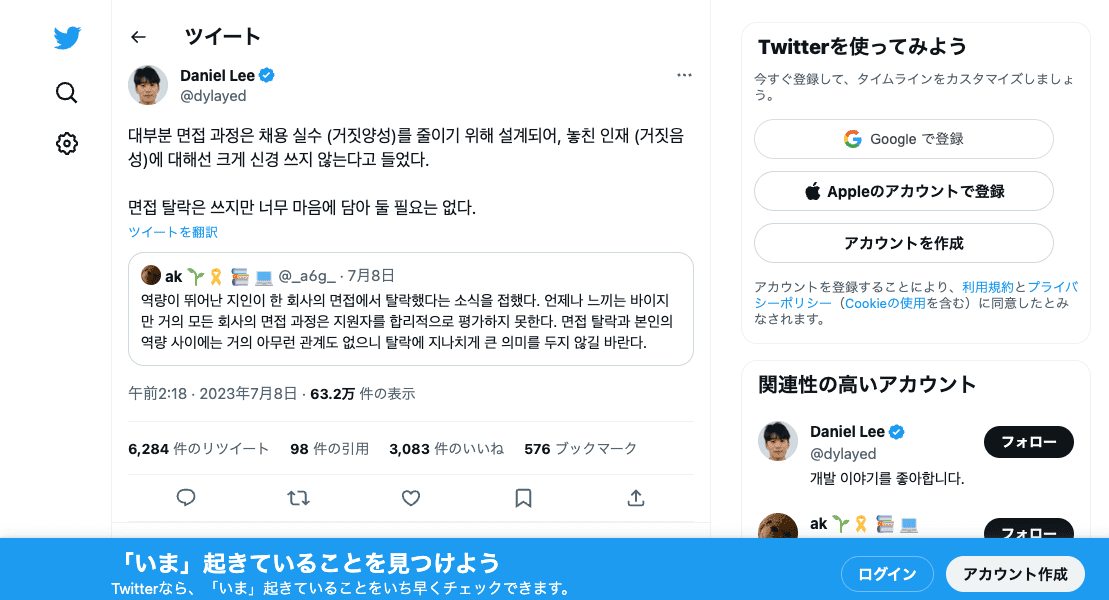 ツイート
Daniel Lee
@dylayed
대부분 면접 과정은 채용 실수 (거짓양성)를 줄이기 위해 설계되어, 놓친 인재 (거짓음
성)에 대해선 크게 신경 쓰지 않는다고 들었다.
면접 탈락은 쓰지만 너무 마음에 담아 둘 필요는 없다.
ツイートを翻訳
ak 🌱🎗️📚💻 @_a6g_ · 7月8日
역량이 뛰어난 지인이 한 회사의 면접에서 탈락했다는 소식을 접했다. 언제나 느끼는 바이지
만 거의 모든 회사의 면접 과정은 지원자를 합리적으로 평가하지 못한다. 면접 탈락과 본인의
역량 사이에는 거의 아무런 관계도 없으니 탈락에 지나치게 큰 의미를 두지 않길 바란다.
午前2:18 · 2023年7月8日 · 63.2万 件の表示
6,284 件のリツイート 98 件の引用 3,083 件のいいね 576 ブックマーク
Twitterを使ってみよう
今すぐ登録して、タイムラインをカスタマイズしましょ
う。
Google で登録
Appleのアカウントで登録
アカウントを作成
アカウントを登録することにより、利用規約とプライバ
シーポリシー（Cookieの使用を含む）に同意したとみ
なされます。
関連性の高いアカウント
Daniel Lee
@dylayed
フォロー
개발 이야기를 좋아합니다.
ak 🌱🎗️📚💻
フォロー
「いま」起きていることを見つけよう
Twitterなら、「いま」起きていることをいち早くチェックできます。
ログイン
アカウント作成